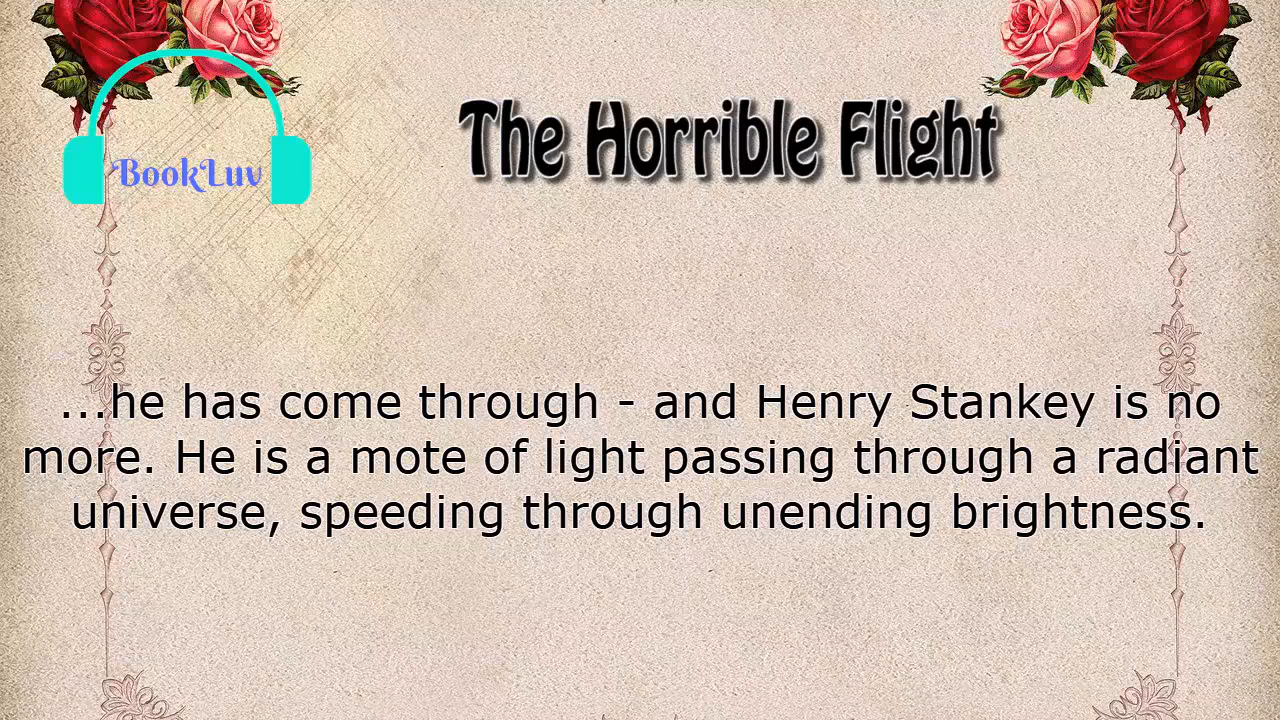 The Horrible Flight
BookLuv
...he has come through - and Henry Stankey is no
more. He is a mote of light passing through a radiant
universe, speeding through unending brightness.